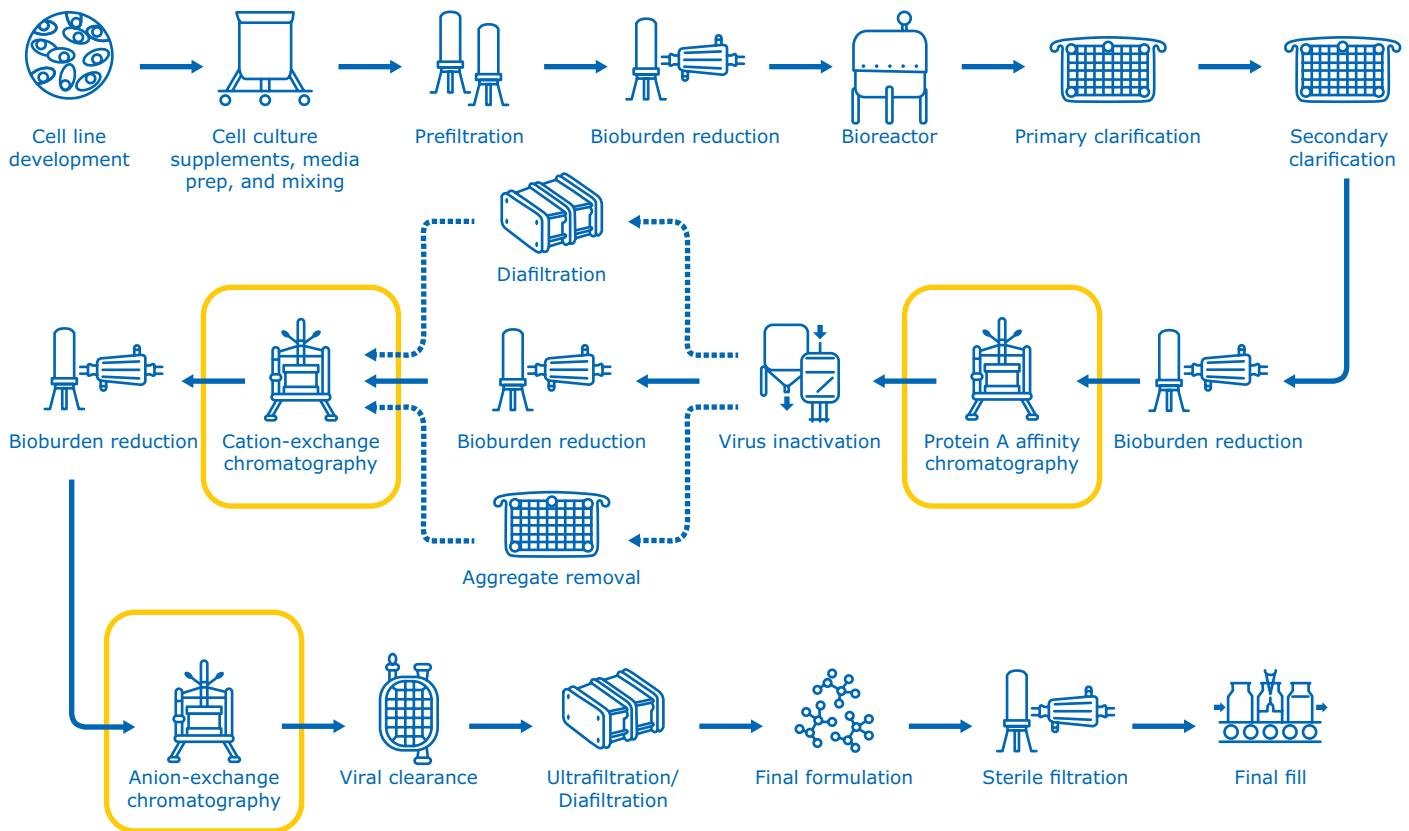 Cell line
development
Cell culture
supplements, media
prep, and mixing
Prefiltration
Bioburden reduction
Bioreactor
Primary clarification
Secondary
clarification
Diafiltration
Bioburden reduction
Cation-exchange
chromatography
Bioburden reduction
Virus inactivation
Protein A affinity
chromatography
Bioburden reduction
Aggregate removal
Anion-exchange
chromatography
Viral clearance
Ultrafiltration/
Diafiltration
Final formulation
Sterile filtration
Final fill